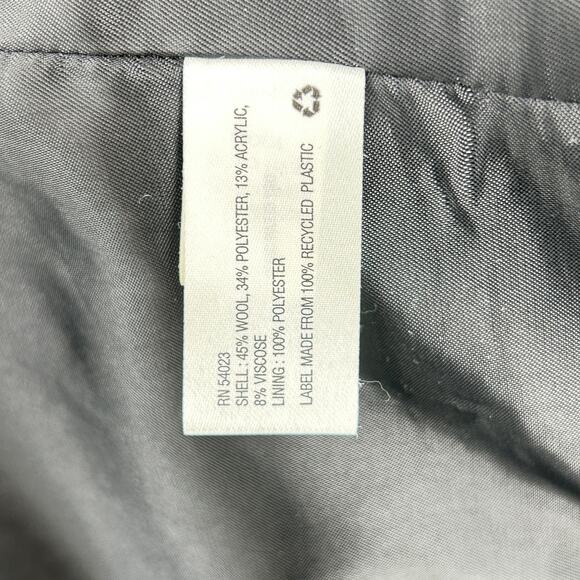 RN 54023
SHELL : 45% WOOL, 34% POLYESTER, 13% ACRYLIC,
8% VISCOSE
LINING : 100% POLYESTER
LABEL MADE FROM 100% RECYCLED PLASTIC